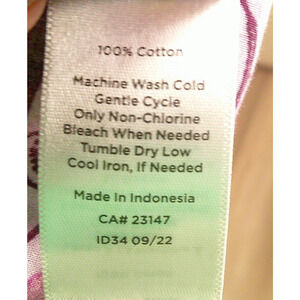 100% Cotton
Machine Wash Cold
Gentle Cycle
Only Non-Chlorine
Bleach When Needed
Tumble Dry Low
Cool Iron, If Needed
Made in Indonesia
CA# 23147
ID34 09/22